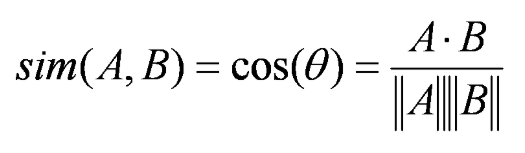 sim(A, B) = cos(θ) = A · B / ‖A‖‖B‖